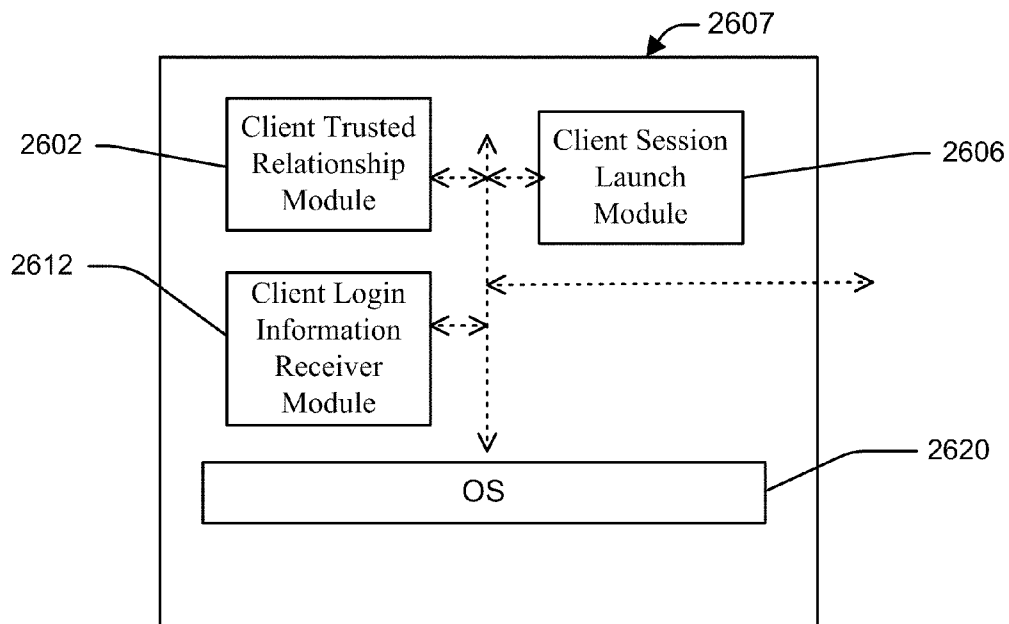 2607
Client Trusted
Relationship
Module
2602
Client Session
Launch
Module
2606
2612
Client Login
Information
Receiver
Module
2620
OS